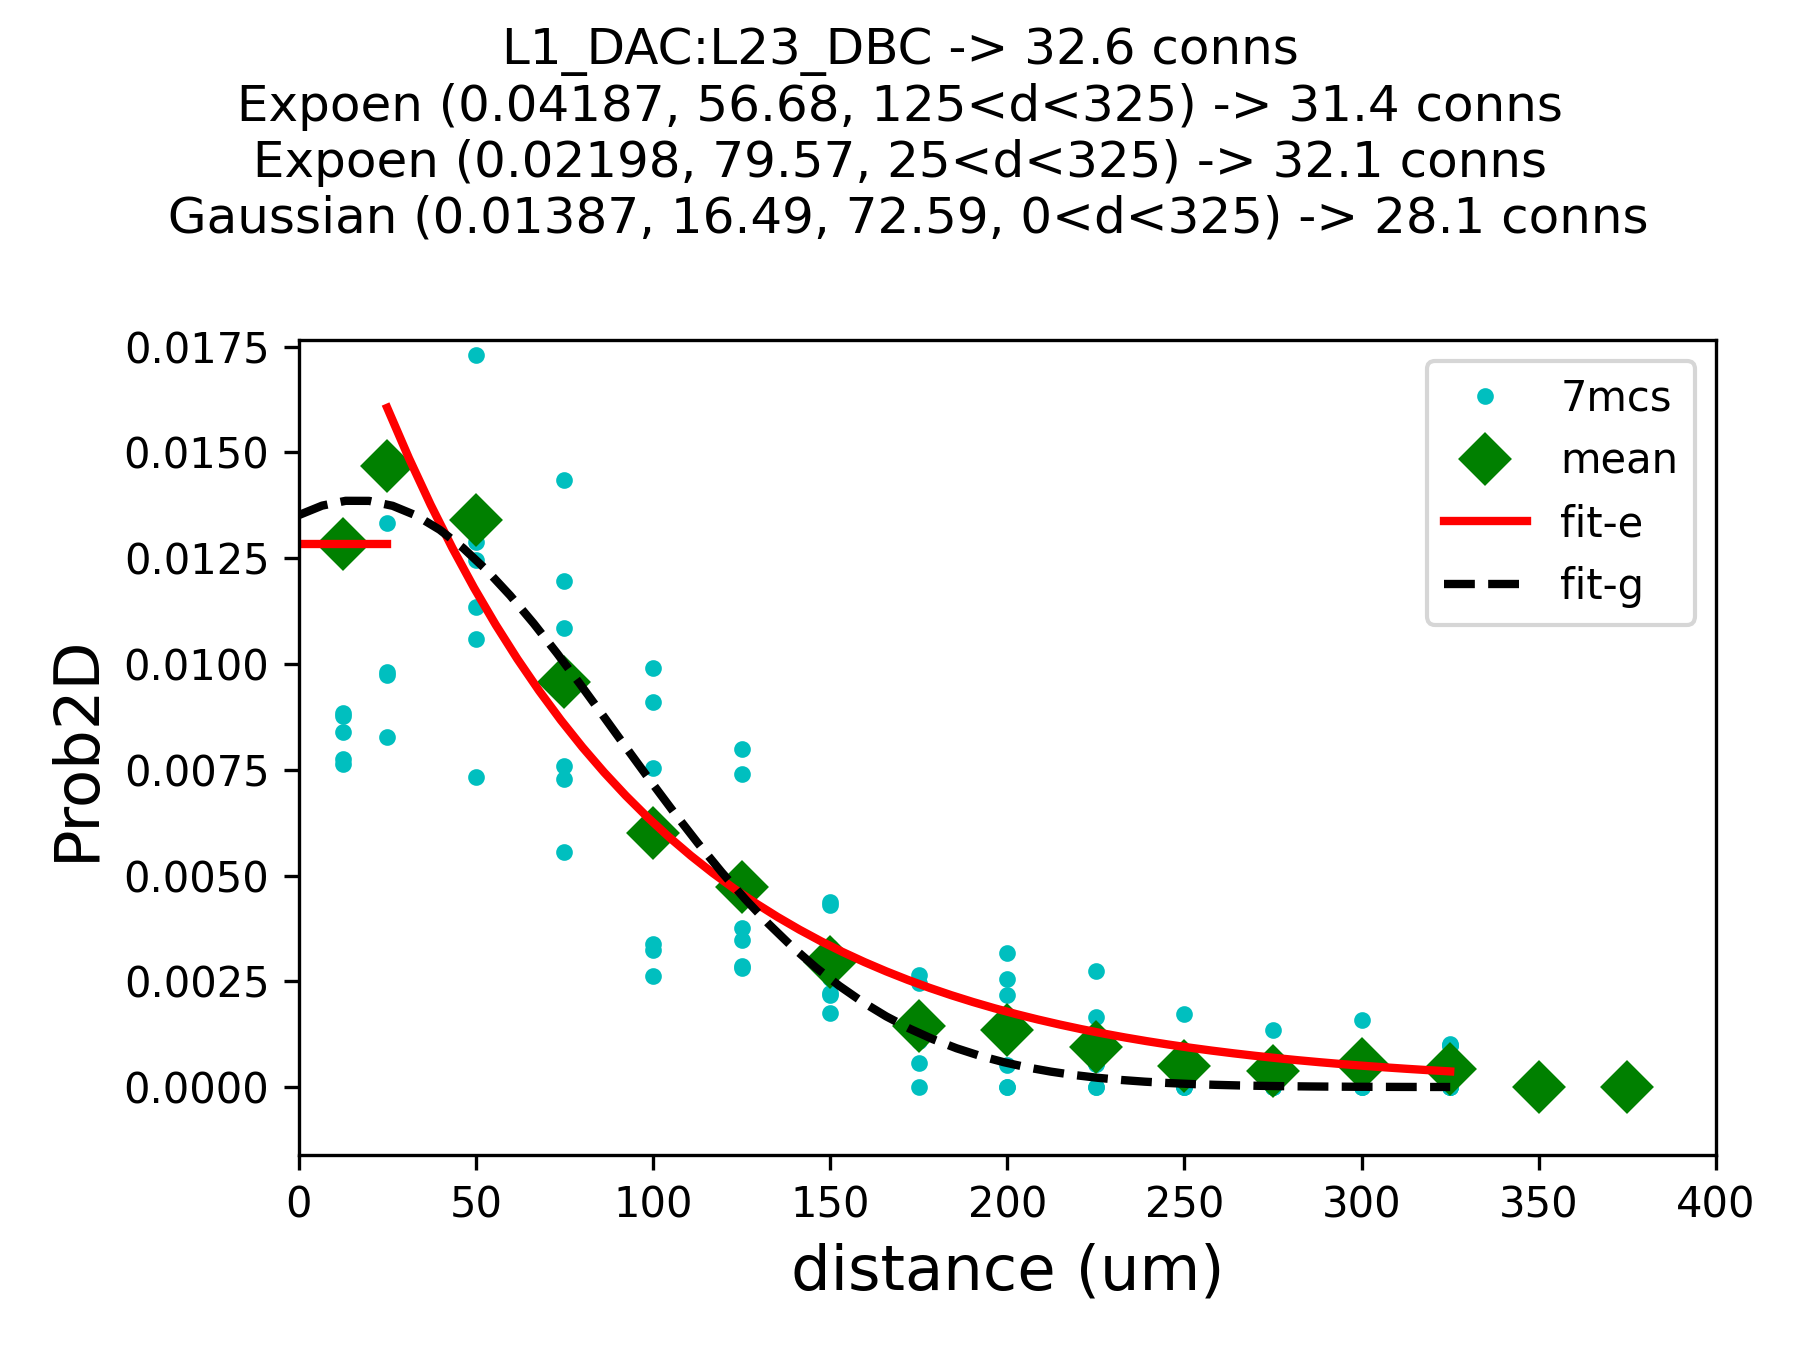 L1_DAC:L23_DBC -> 32.6 conns
Expoen (0.04187, 56.68, 125<d<325) -> 31.4 conns
Expoen (0.02198, 79.57, 25<d<325) -> 32.1 conns
Gaussian (0.01387, 16.49, 72.59, 0<d<325) -> 28.1 conns
0.0175
0.0150
0.0125
0.0100
0.0075
0.0050
0.0025
0.0000
Prob2D
7mcs
mean
fit-e
fit-g
0 50 100 150 200 250 300 350 400
distance (um)